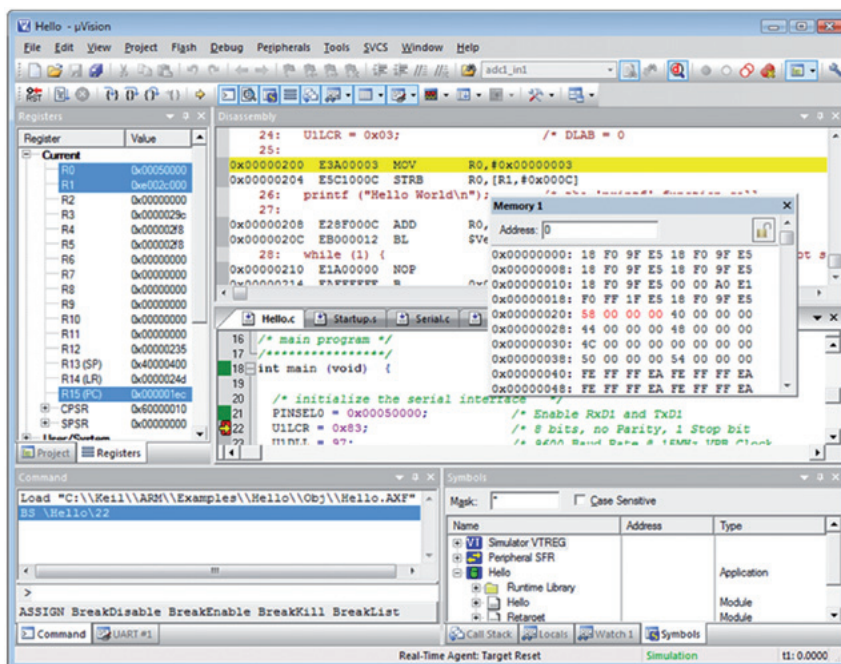 Hello - µVision
File Edit View Project Flash Debug Peripherals Tools SVCS Window Help
adc1_in1
RST
Registers
Register Value
Current
R0 0x00050000
R1 0xe002c000
R2 0x00000000
R3 0x0000029c
R4 0x000002f8
R5 0x000002f8
R6 0x00000000
R7 0x00000000
R8 0x00000000
R9 0x00000000
R10 0x00000000
R11 0x00000000
R12 0x00000235
R13 (SP) 0x40000400
R14 (LR) 0x0000024d
R15 (PC) 0x000001ec
CPSR 0x60000010
SPSR 0x00000000
User/System
Project Registers
Disassembly
24: U1LCR = 0x03; /* DLAB = 0
25:
0x00000200 E3A00003 MOV R0,#0x00000003
0x00000204 E5C1000C STRB R0,[R1,#0x000C]
26: printf ("Hello World\n");
27:
0x00000208 E28F000C ADD R0,
0x0000020C EB000012 BL
28: while (1) {
0x00000210 E1A00000 NOP
Memory 1
Address: 0
0x00000000: 18 F0 9F E5 18 F0 9F E5
0x00000008: 18 F0 9F E5 18 F0 9F E5
0x00000010: 18 F0 9F E5 00 00 A0 E1
0x00000018: F0 FF 1F E5 18 F0 9F E5
0x00000020: 58 00 00 00 40 00 00 00
0x00000028: 44 00 00 00 48 00 00 00
0x00000030: 4C 00 00 00 00 00 00 00
0x00000038: 50 00 00 00 54 00 00 00
0x00000040: FE FF FF EA FE FF FF EA
0x00000048: FE FF FF EA FE FF FF EA
Hello.c Startup.s Serial.c
16 /* main program */
17 /****************/
18 int main (void) {
19
20 /* initialize the serial interface */
21 PINSEL0 = 0x00050000; /* Enable RxD1 and TxD1
22 U1LCR = 0x83; /* 8 bits, no Parity, 1 Stop bit
U1DLL = 97; /* 9600 Baud Rate @ 15MHz VPB Clock
Command
Load "C:\\Keil\\ARM\\Examples\\Hello\\Obj\\Hello.AXF"
BS \Hello\22
>
ASSIGN BreakDisable BreakEnable BreakKill BreakList
Command UART #1
Symbols
Mask: * Case Sensitive
Name Address Type
Simulator VTREG
Peripheral SFR
Hello Application
Runtime Library
Hello Module
Retarget Module
Call Stack Locals Watch 1 Symbols
Real-Time Agent: Target Reset Simulation t1: 0.0000